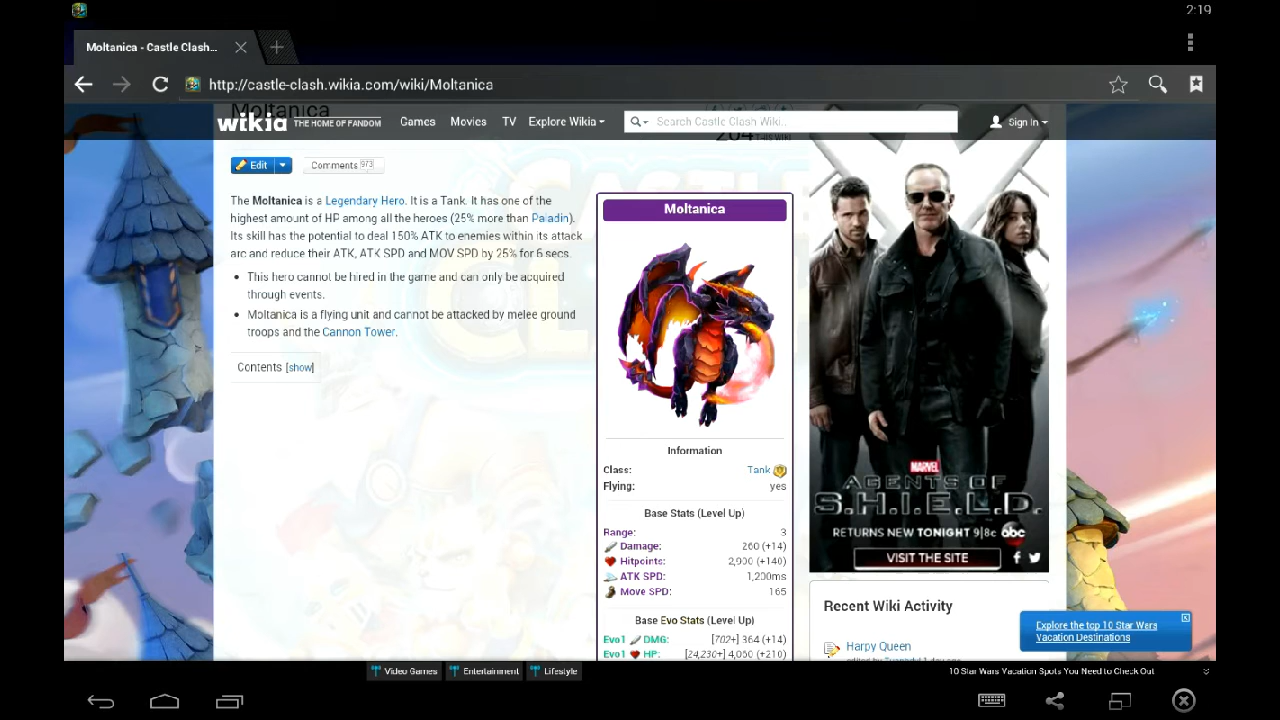 2:19
Moltanica - Castle Clash...
http://castle-clash.wikia.com/wiki/Moltanica
Moltanica
wikia THE HOME OF FANDOM
Games Movies TV Explore Wikia
Search Castle Clash Wiki..
Sign In
204 THIS WIKI
Edit
Comments 973
The Moltanica is a Legendary Hero. It is a Tank. It has one of the
highest amount of HP among all the heroes (25% more than Paladin).
Its skill has the potential to deal 150% ATK to enemies within its attack
arc and reduce their ATK, ATK SPD and MOV SPD by 25% for 6 secs.
This hero cannot be hired in the game and can only be acquired
through events.
Moltanica is a flying unit and cannot be attacked by melee ground
troops and the Cannon Tower.
Contents [show]
Moltanica
Information
Class: Tank
Flying: yes
Base Stats (Level Up)
Range: 3
Damage: 260 (+14)
Hitpoints: 2,900 (+140)
ATK SPD: 1,200ms
Move SPD: 165
Base Evo Stats (Level Up)
Evo1 DMG: [702+] 364 (+14)
Evo1 HP: [24,236+] 4,060 (+210)
MARVEL
AGENTS OF
S.H.I.E.L.D.
RETURNS NEW TONIGHT 9|8c abc
VISIT THE SITE
Recent Wiki Activity
Harpy Queen
Explore the top 10 Star Wars
Vacation Destinations
Video Games
Entertainment
Lifestyle
10 Star Wars Vacation Spots You Need to Check Out